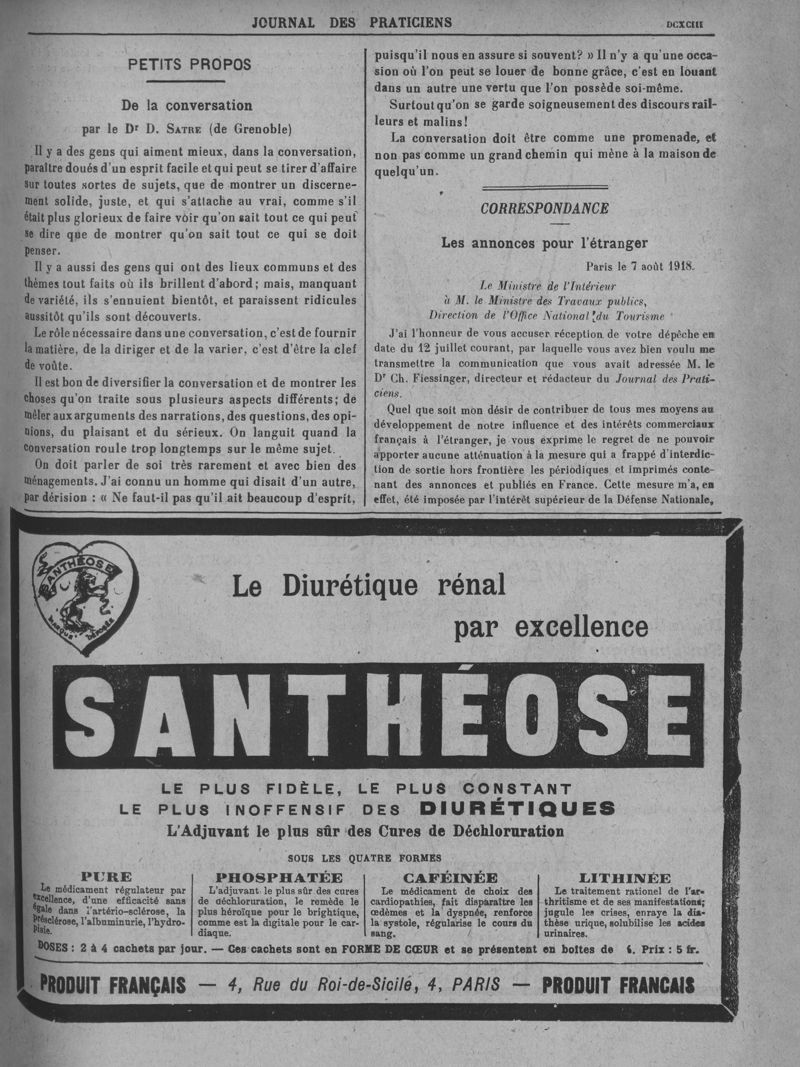 JOURNAL DES PRATICIENS
DCXCIII
PETITS PROPOS
De la conversation
par le Dr D. SATRE (de Grenoble)
Il y a des gens qui aiment mieux, dans la conversation,
paraître doués d'un esprit facile et qui peut se tirer d'affaire
sur toutes sortes de sujets, que de montrer un discerne-
ment solide, juste, et qui s'attache au vrai, comme s'il
était plus glorieux de faire voir qu'on sait tout ce qui peut
se dire que de montrer qu'on sait tout ce qui se doit
penser.
Il y a aussi des gens qui ont des lieux communs et des
thèmes tout faits où ils brillent d'abord; mais, manquant
de variété, ils s'ennuient bientôt, et paraissent ridicules
aussitôt qu'ils sont découverts.
Le rôle nécessaire dans une conversation, c'est de fournir
la matière, de la diriger et de la varier, c'est d'être la clef
de voûte.
Il est bon de diversifier la conversation et de montrer les
choses qu'on traite sous plusieurs aspects différents; de
mêler aux arguments des narrations, des questions, des opi-
nions, du plaisant et du sérieux. On languit quand la
conversation roule trop longtemps sur le même sujet.
On doit parler de soi très rarement et avec bien des
ménagements. J'ai connu un homme qui disait d'un autre,
par dérision : « Ne faut-il pas qu'il ait beaucoup d'esprit,
puisqu'il nous en assure si souvent? » Il n'y a qu'une occa-
sion où l'on peut se louer de bonne grâce, c'est en louant
dans un autre une vertu que l'on possède soi-même.
Surtout qu'on se garde soigneusement des discours rail-
leurs et malins!
La conversation doit être comme une promenade, et
non pas comme un grand chemin qui mène à la maison de
quelqu'un.
CORRESPONDANCE
Les annonces pour l'étranger
Paris le 7 août 1918.
Le Ministre de l'Intérieur
à M. le Ministre des Travaux publics,
Direction de l'Office National du Tourisme
J'ai l'honneur de vous accuser réception de votre dépêche en
date du 12 juillet courant, par laquelle vous avez bien voulu me
transmettre la communication que vous avait adressée M. le
Dr Ch. Fiessinger, directeur et rédacteur du Journal des Prati-
ciens.
Quel que soit mon désir de contribuer de tous mes moyens au
développement de notre influence et des intérêts commerciaux
français à l'étranger, je vous exprime le regret de ne pouvoir
apporter aucune atténuation à la mesure qui a frappé d'interdic-
tion de sortie hors frontière les périodiques et imprimés conte-
nant des annonces et publiés en France. Cette mesure m'a, en
effet, été imposée par l'intérêt supérieur de la Défense Nationale,
SANTHÉOSE
MARQUE DÉPOSÉE
Le Diurétique rénal
par excellence
SANTHÉOSE
LE PLUS FIDÈLE, LE PLUS CONSTANT
LE PLUS INOFFENSIF DES DIURÉTIQUES
L'Adjuvant le plus sûr des Cures de Déchloruration
SOUS LES QUATRE FORMES
PURE
Le médicament régulateur par
excellence, d'une efficacité sans
égale dans l'artério-sclérose, la
présclérose, l'albuminurie, l'hydro-
pisie.
PHOSPHATÉE
L'adjuvant le plus sûr des cures
de déchloruration, le remède le
plus héroïque pour le brightique,
comme est la digitale pour le car-
diaque.
CAFÉINÉE
Le médicament de choix des
cardiopathies, fait disparaître les
œdèmes et la dyspnée, renforce
la systole, régularise le cours du
sang.
LITHINÉE
Le traitement rationel de l'ar-
thritisme et de ses manifestations;
jugule les crises, enraye la dia-
thèse urique, solubilise les acides
urinaires.
DOSES : 2 à 4 cachets par jour. — Ces cachets sont en FORME DE CŒUR et se présentent en boîtes de Prix : 5 fr.
PRODUIT FRANÇAIS — 4, Rue du Roi-de-Sicile, 4, PARIS — PRODUIT FRANCAIS